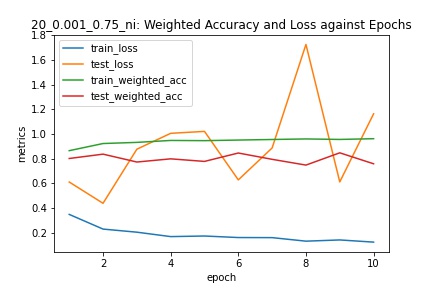 20_0.001_0.75_ni: Weighted Accuracy and Loss against Epochs
train_loss
test_loss
train_weighted_acc
test_weighted_acc
metrics
1.8
1.6
1.4
1.2
1.0
0.8
0.6
0.4
0.2
2 4 6 8 10
epoch